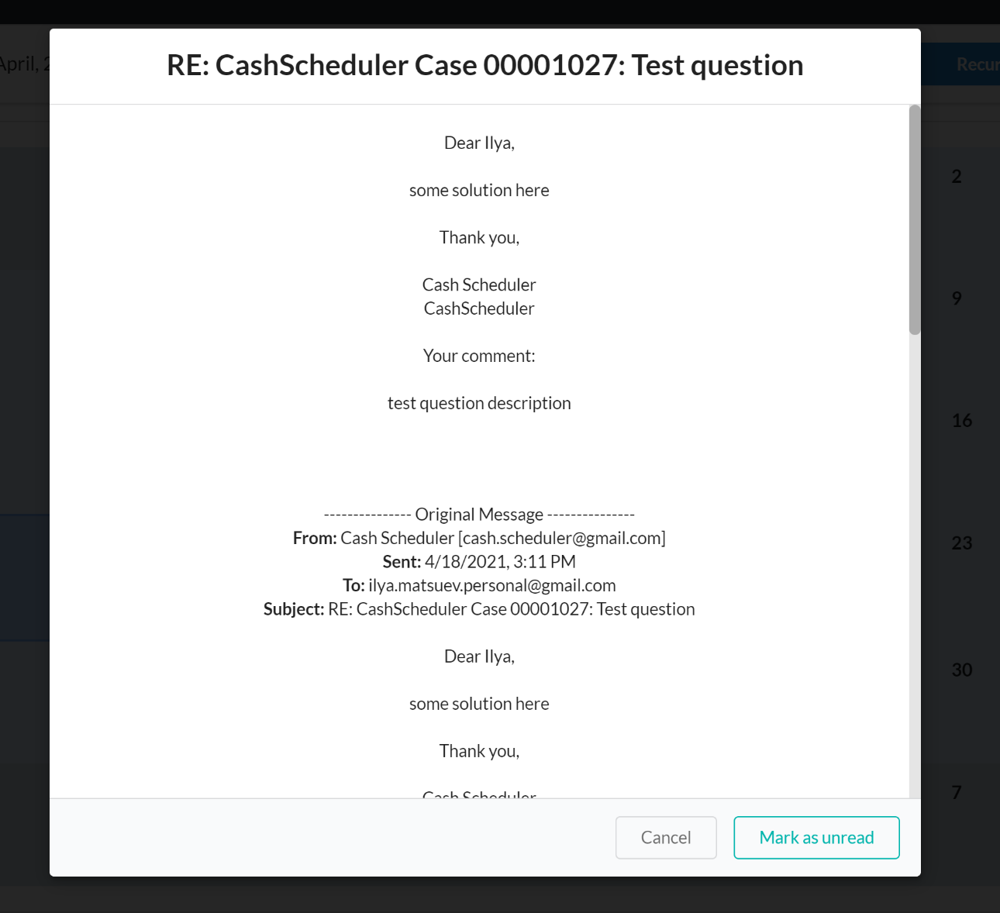 April, 2
Recur
RE: CashScheduler Case 00001027: Test question
Dear Ilya,
some solution here
Thank you,
Cash Scheduler
CashScheduler
Your comment:
test question description
--------------- Original Message ---------------
From: Cash Scheduler [cash.scheduler@gmail.com]
Sent: 4/18/2021, 3:11 PM
To: ilya.matsuev.personal@gmail.com
Subject: RE: CashScheduler Case 00001027: Test question
Dear Ilya,
some solution here
Thank you,
Cash Scheduler
Cancel
Mark as unread
2
9
16
23
30
7